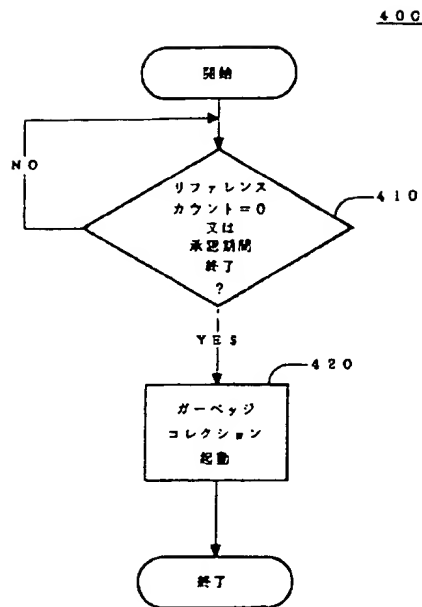 400
開始
NO
リファレンス
カウント=0
又は
承認期間
終了
?
410
YES
420
ガーベッジ
コレクション
起動
終了